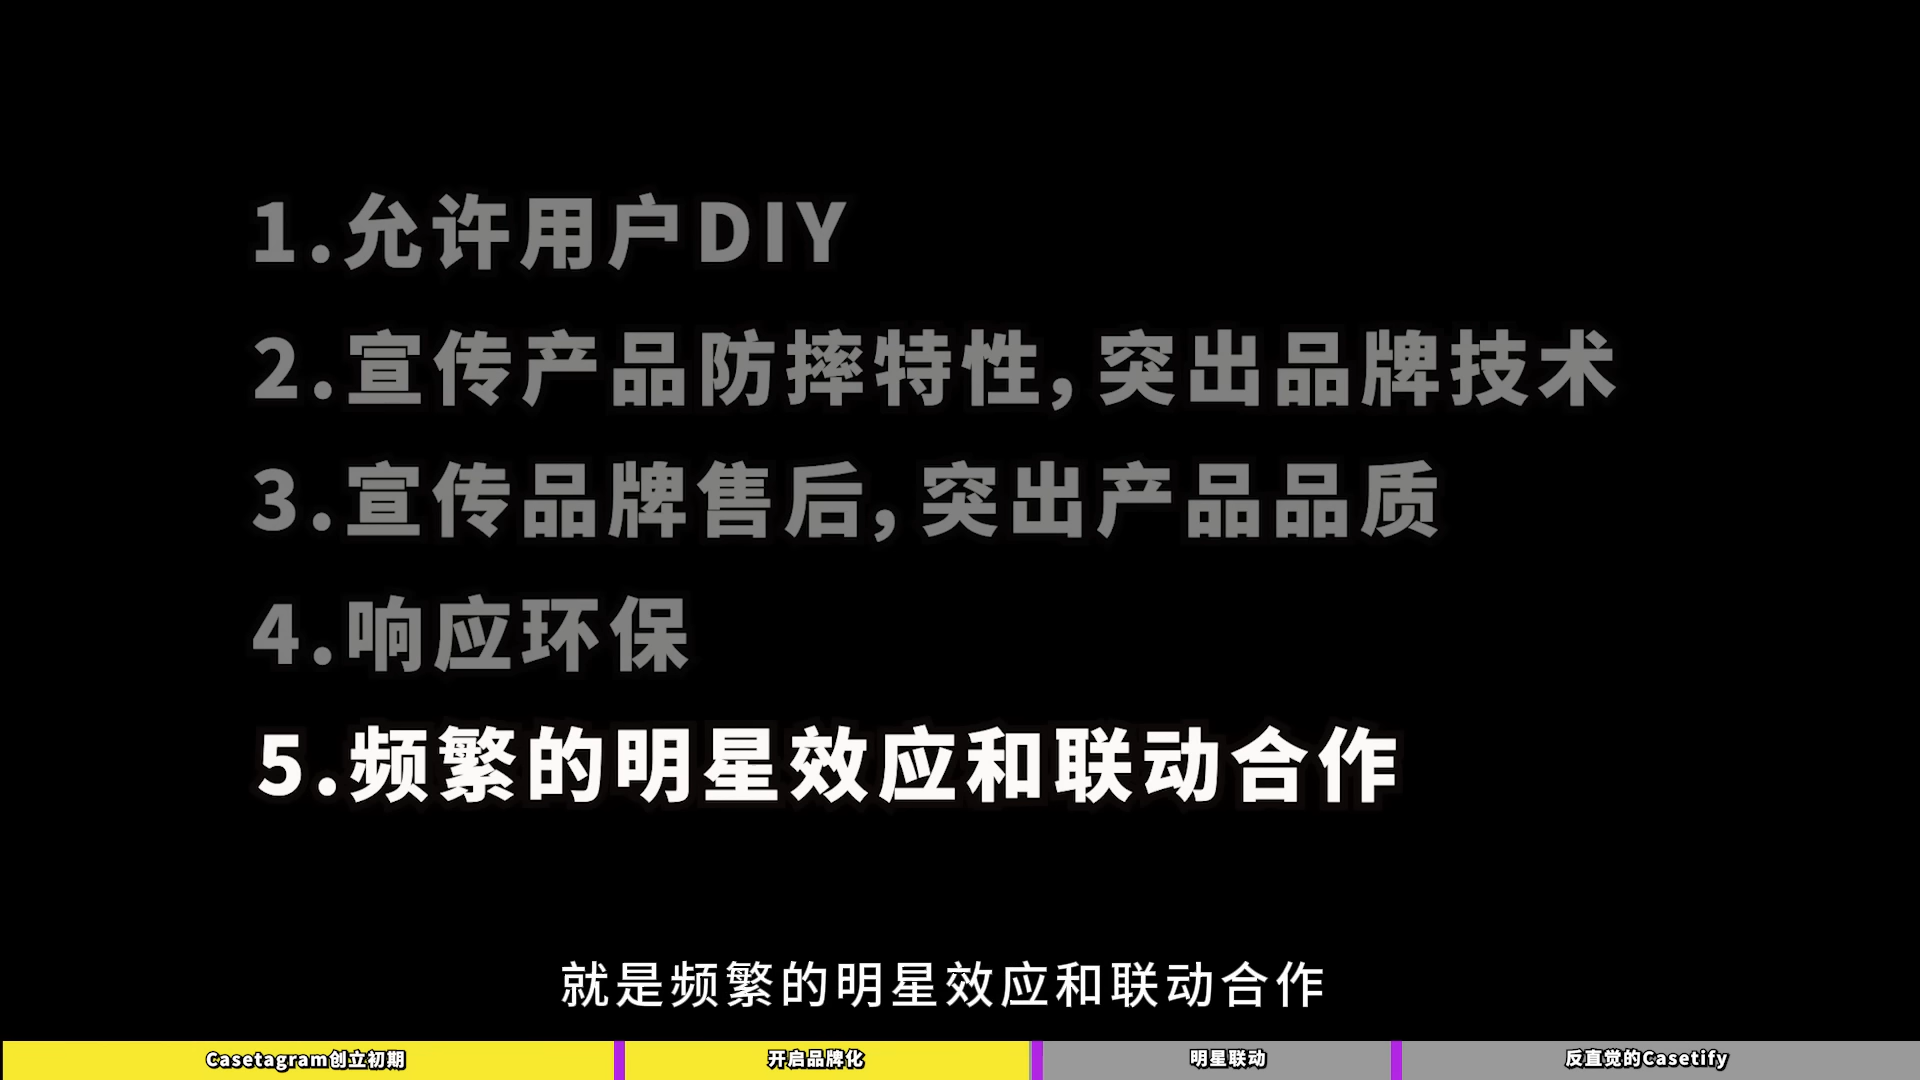 1.允许用户DIY
2.宣传产品防摔特性,突出品牌技术
3.宣传品牌售后,突出产品品质
4.响应环保
5.频繁的明星效应和联动合作
就是频繁的明星效应和联动合作
Casetagram创立初期
开启品牌化
明星联动
反直觉的Casetify